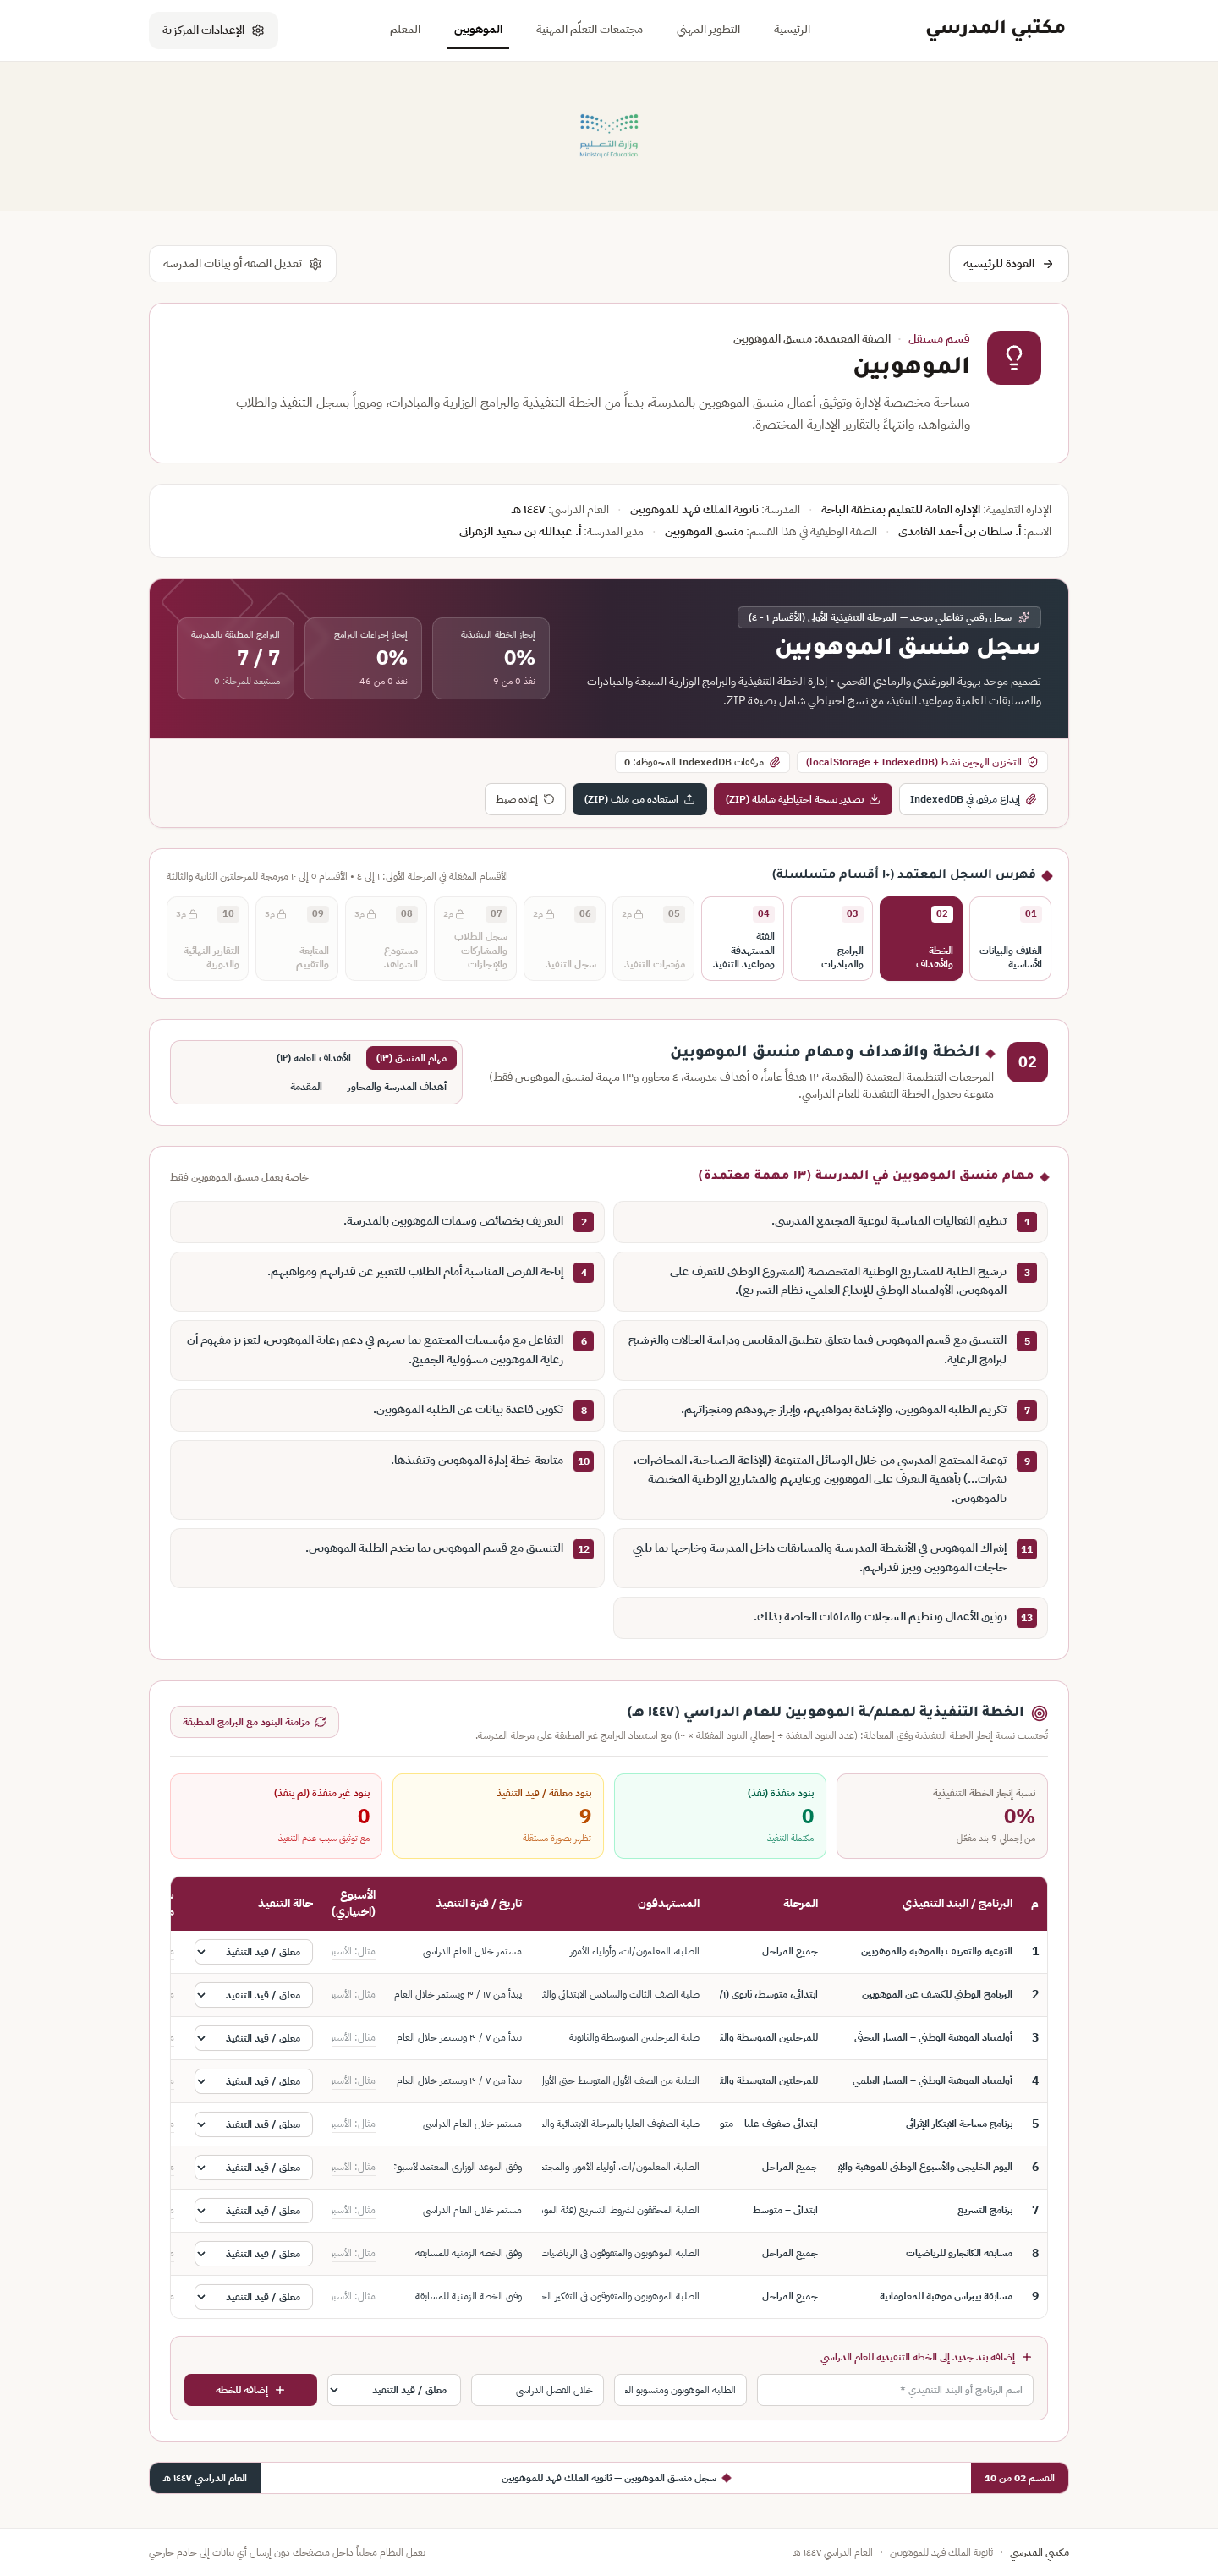 مكتبي المدرسي
الرئيسية
التطوير المهني
مجتمعات التعلّم المهنية
الموهوبين
المعلم
الإعدادات المركزية
وزارة التعليم
Ministry of Education
العودة للرئيسية
تعديل الصفة أو بيانات المدرسة
قسم مستقل · الصفة المعتمدة: منسق الموهوبين
الموهوبين
مساحة مخصصة لإدارة وتوثيق أعمال منسق الموهوبين بالمدرسة، بدءاً من الخطة التنفيذية والبرامج الوزارية والمبادرات، ومروراً بسجل التنفيذ والطلاب
والشواهد، وانتهاءً بالتقارير الإدارية المختصرة.
الإدارة التعليمية: الإدارة العامة للتعليم بمنطقة الباحة · المدرسة: ثانوية الملك فهد للموهوبين · العام الدراسي: ١٤٤٧ هـ
الاسم: أ. سلطان بن أحمد الغامدي · الصفة الوظيفية في هذا القسم: منسق الموهوبين · مدير المدرسة: أ. عبدالله بن سعيد الزهراني
سجل رقمي تفاعلي موحد — المرحلة التنفيذية الأولى (الأقسام ١ - ٤)
سجل منسق الموهوبين
تصميم موحد بهوية البورغندي والرمادي الفحمي • إدارة الخطة التنفيذية والبرامج الوزارية السبعة والمبادرات
والمسابقات العلمية ومواعيد التنفيذ، مع نسخ احتياطي شامل بصيغة ZIP.
إنجاز الخطة التنفيذية
0%
نفذ 0 من 9
إنجاز إجراءات البرامج
0%
نفذ 0 من 46
البرامج المطبقة بالمدرسة
7 / 7
مستبعد للمرحلة: 0
التخزين الهجين نشط (localStorage + IndexedDB)
مرفقات IndexedDB المحفوظة: 0
إيداع مرفق في IndexedDB
تصدير نسخة احتياطية شاملة (ZIP)
استعادة من ملف (ZIP)
إعادة ضبط
فهرس السجل المعتمد (١٠ أقسام متسلسلة)
الأقسام المفعّلة في المرحلة الأولى: ١ إلى ٤ • الأقسام ٥ إلى ١٠ مبرمجة للمرحلتين الثانية والثالثة
01
الغلاف والبيانات
الأساسية
02
الخطة
والأهداف
03
البرامج
والمبادرات
04
الفئة
المستهدفة
ومواعيد التنفيذ
05
م2
مؤشرات التنفيذ
06
م2
سجل التنفيذ
07
م2
سجل الطلاب
والمشاركات
والإنجازات
08
م3
مستودع
الشواهد
09
م3
المتابعة
والتقييم
10
م3
التقارير النهائية
والدورية
02
الخطة والأهداف ومهام منسق الموهوبين
المرجعيات التنظيمية المعتمدة (المقدمة، ١٢ هدفاً عاماً، ٥ أهداف مدرسية، ٤ محاور، و١٣ مهمة لمنسق الموهوبين فقط)
متبوعة بجدول الخطة التنفيذية للعام الدراسي.
مهام المنسق (١٣)
الأهداف العامة (١٢)
أهداف المدرسة والمحاور
المقدمة
مهام منسق الموهوبين في المدرسة (١٣ مهمة معتمدة)
خاصة بعمل منسق الموهوبين فقط
1 تنظيم الفعاليات المناسبة لتوعية المجتمع المدرسي.
2 التعريف بخصائص وسمات الموهوبين بالمدرسة.
3 ترشيح الطلبة للمشاريع الوطنية المتخصصة (المشروع الوطني للتعرف على
الموهوبين، الأولمبياد الوطني للإبداع العلمي، نظام التسريع).
4 إتاحة الفرص المناسبة أمام الطلاب للتعبير عن قدراتهم ومواهبهم.
5 التنسيق مع قسم الموهوبين فيما يتعلق بتطبيق المقاييس ودراسة الحالات والترشيح
لبرامج الرعاية.
6 التفاعل مع مؤسسات المجتمع بما يسهم في دعم رعاية الموهوبين، لتعزيز مفهوم أن
رعاية الموهوبين مسؤولية الجميع.
7 تكريم الطلبة الموهوبين، والإشادة بمواهبهم، وإبراز جهودهم ومنجزاتهم.
8 تكوين قاعدة بيانات عن الطلبة الموهوبين.
9 توعية المجتمع المدرسي من خلال الوسائل المتنوعة (الإذاعة الصباحية، المحاضرات،
نشرات...) بأهمية التعرف على الموهوبين ورعايتهم والمشاريع الوطنية المختصة
بالموهوبين.
10 متابعة خطة إدارة الموهوبين وتنفيذها.
11 إشراك الموهوبين في الأنشطة المدرسية والمسابقات داخل المدرسة وخارجها بما يلبي
حاجات الموهوبين ويبرز قدراتهم.
12 التنسيق مع قسم الموهوبين بما يخدم الطلبة الموهوبين.
13 توثيق الأعمال وتنظيم السجلات والملفات الخاصة بذلك.
الخطة التنفيذية لمعلم/ـة الموهوبين للعام الدراسي (١٤٤٧ هـ)
تُحتسب نسبة إنجاز الخطة التنفيذية وفق المعادلة: (عدد البنود المنفذة ÷ إجمالي البنود المفعّلة × ١٠٠) مع استبعاد البرامج غير المطبقة على مرحلة المدرسة.
مزامنة البنود مع البرامج المطبقة
نسبة إنجاز الخطة التنفيذية
0%
من إجمالي 9 بند مفعّل
بنود منفذة (نفذ)
0
مكتملة التنفيذ
بنود معلقة / قيد التنفيذ
9
تظهر بصورة مستقلة
بنود غير منفذة (لم ينفذ)
0
مع توثيق سبب عدم التنفيذ
م البرنامج / البند التنفيذي المرحلة المستهدفون تاريخ / فترة التنفيذ الأسبوع (اختياري) حالة التنفيذ
1 التوعية والتعريف بالموهبة والموهوبين جميع المراحل الطلبة، المعلمون/ات، وأولياء الأمور مستمر خلال العام الدراسي مثال: الأسبو معلق / قيد التنفيذ
2 البرنامج الوطني للكشف عن الموهوبين ابتدائي، متوسط، ثانوي (١/ طلبة الصف الثالث والسادس الابتدائي والثـ يبدأ من ١٧ / ٣ ويستمر خلال العام مثال: الأسبو معلق / قيد التنفيذ
3 أولمبياد الموهبة الوطني – المسار البحثي للمرحلتين المتوسطة والثـ طلبة المرحلتين المتوسطة والثانوية يبدأ من ٧ / ٣ ويستمر خلال العام مثال: الأسبو معلق / قيد التنفيذ
4 أولمبياد الموهبة الوطني – المسار العلمي للمرحلتين المتوسطة والثـ الطلبة من الصف الأول المتوسط حتى الأول يبدأ من ٧ / ٣ ويستمر خلال العام مثال: الأسبو معلق / قيد التنفيذ
5 برنامج مساحة الابتكار الإثرائي ابتدائي صفوف عليا – متو طلبة الصفوف العليا بالمرحلة الابتدائية والمـ مستمر خلال العام الدراسي مثال: الأسبو معلق / قيد التنفيذ
6 اليوم الخليجي والأسبوع الوطني للموهبة والإ جميع المراحل الطلبة، المعلمون/ات، أولياء الأمور، والمجتمـ وفق الموعد الوزاري المعتمد لأسبوع مثال: الأسبو معلق / قيد التنفيذ
7 برنامج التسريع ابتدائي – متوسط الطلبة المحققون لشروط التسريع (فئة الموهـ مستمر خلال العام الدراسي مثال: الأسبو معلق / قيد التنفيذ
8 مسابقة الكانجارو للرياضيات جميع المراحل الطلبة الموهوبون والمتفوقون في الرياضيات وفق الخطة الزمنية للمسابقة مثال: الأسبو معلق / قيد التنفيذ
9 مسابقة بيبراس موهبة للمعلوماتية جميع المراحل الطلبة الموهوبون والمتفوقون في التفكير الحـ وفق الخطة الزمنية للمسابقة مثال: الأسبو معلق / قيد التنفيذ
إضافة بند جديد إلى الخطة التنفيذية للعام الدراسي
اسم البرنامج أو البند التنفيذي *
الطلبة الموهوبون ومنسوبو المـ
خلال الفصل الدراسي
معلق / قيد التنفيذ
إضافة للخطة
القسم 02 من 10
سجل منسق الموهوبين — ثانوية الملك فهد للموهوبين
العام الدراسي ١٤٤٧ هـ
مكتبي المدرسي · ثانوية الملك فهد للموهوبين · العام الدراسي ١٤٤٧ هـ
يعمل النظام محلياً داخل متصفحك دون إرسال أي بيانات إلى خادم خارجي